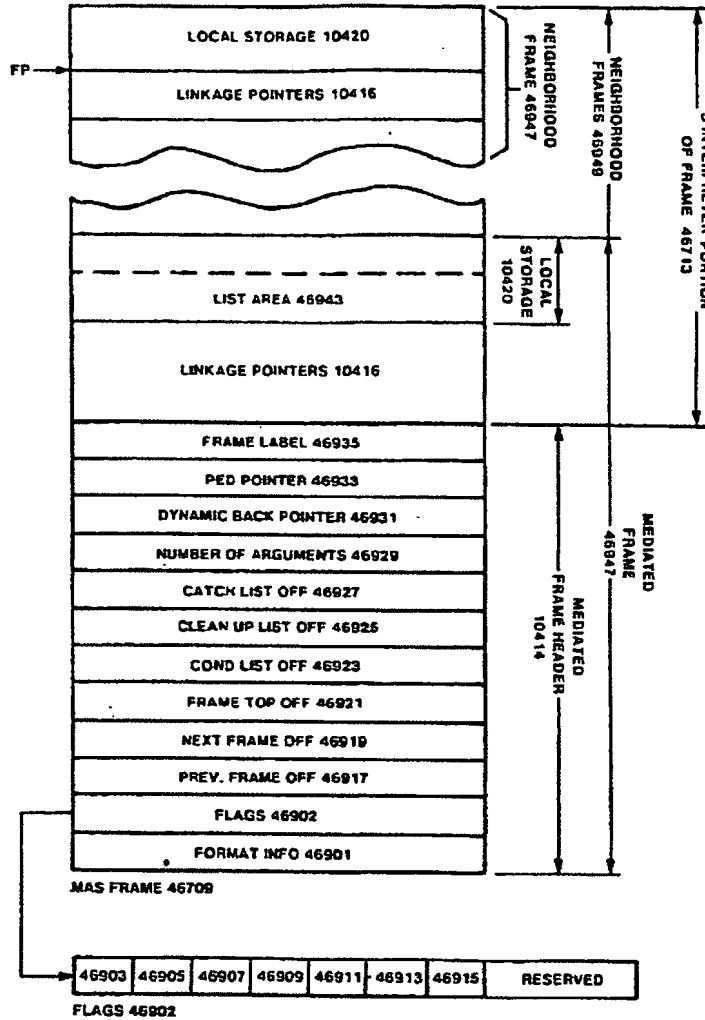 LOCAL STORAGE 10420
FP
LINKAGE POINTERS 10416
NEIGHBORHOOD
FRAME 46947
NEIGHBORHOOD
FRAMES 46949
OF FRAME 46713
LOCAL
STORAGE
10420
LIST AREA 46943
LINKAGE POINTERS 10416
FRAME LABEL 46935
PED POINTER 46933
DYNAMIC BACK POINTER 46931
NUMBER OF ARGUMENTS 46929
CATCH LIST OFF 46927
CLEAN UP LIST OFF 46925
COND LIST OFF 46923
FRAME TOP OFF 46921
NEXT FRAME OFF 46919
PREV. FRAME OFF 46917
FLAGS 46902
FORMAT INFO 46901
MEDIATED
FRAME HEADER
10414
MEDIATED
FRAME
46947
MAS FRAME 46709
46903 46905 46907 46909 46911 46913 46915 RESERVED
FLAGS 46902